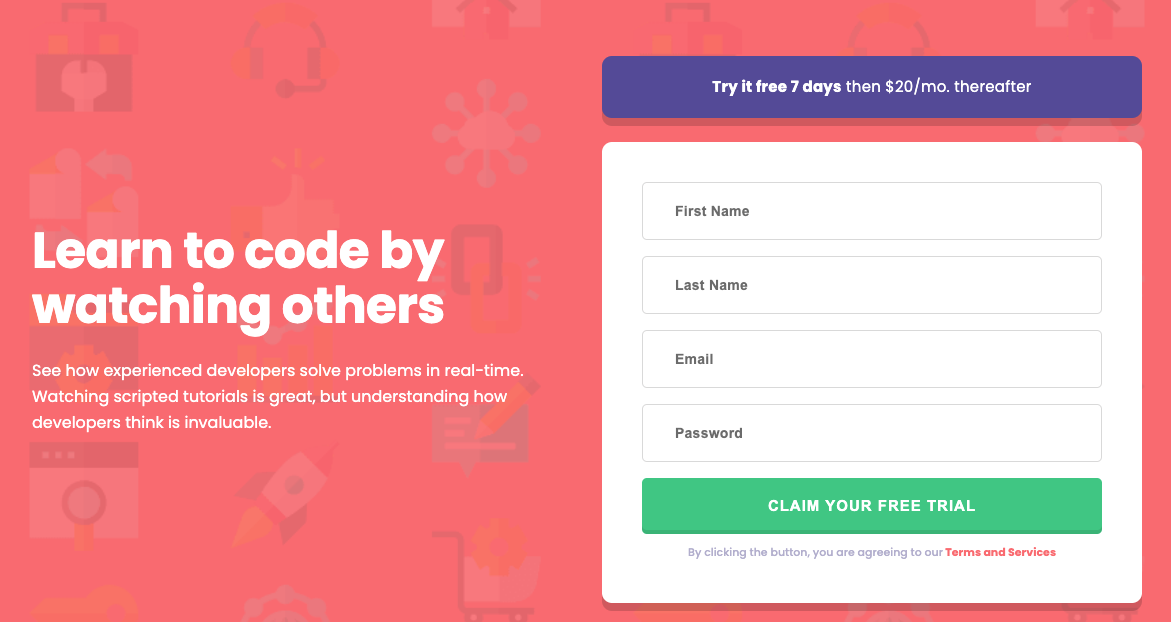 Learn to code by
watching others
See how experienced developers solve problems in real-time.
Watching scripted tutorials is great, but understanding how
developers think is invaluable.
Try it free 7 days then $20/mo. thereafter
First Name
Last Name
Email
Password
CLAIM YOUR FREE TRIAL
By clicking the button, you are agreeing to our Terms and Services